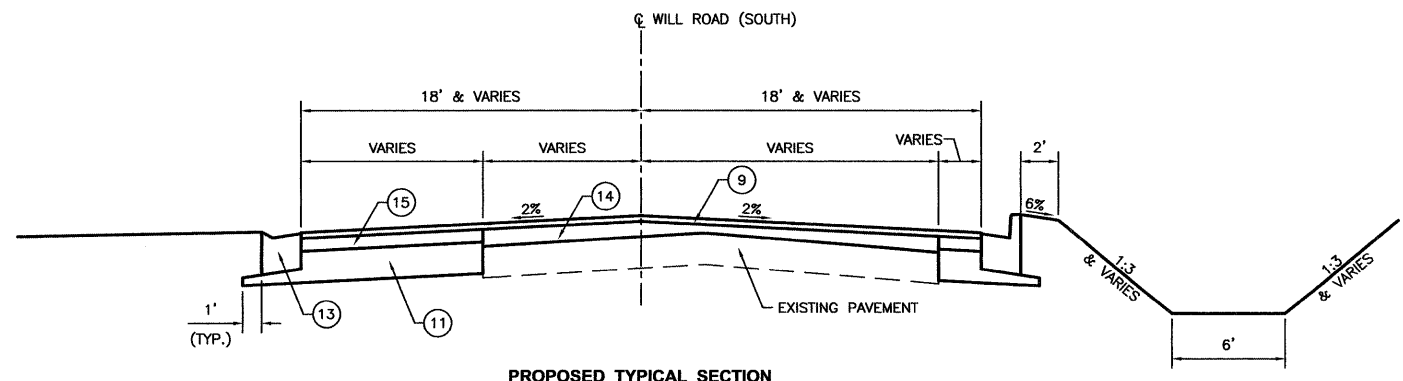 ℄ WILL ROAD (SOUTH)
18' & VARIES
18' & VARIES
VARIES
VARIES
VARIES
VARIES
2'
15
14
9
2%
2%
6%
1:3
& VARIES
1:3
& VARIES
1'
(TYP.)
13
11
EXISTING PAVEMENT
6'
PROPOSED TYPICAL SECTION